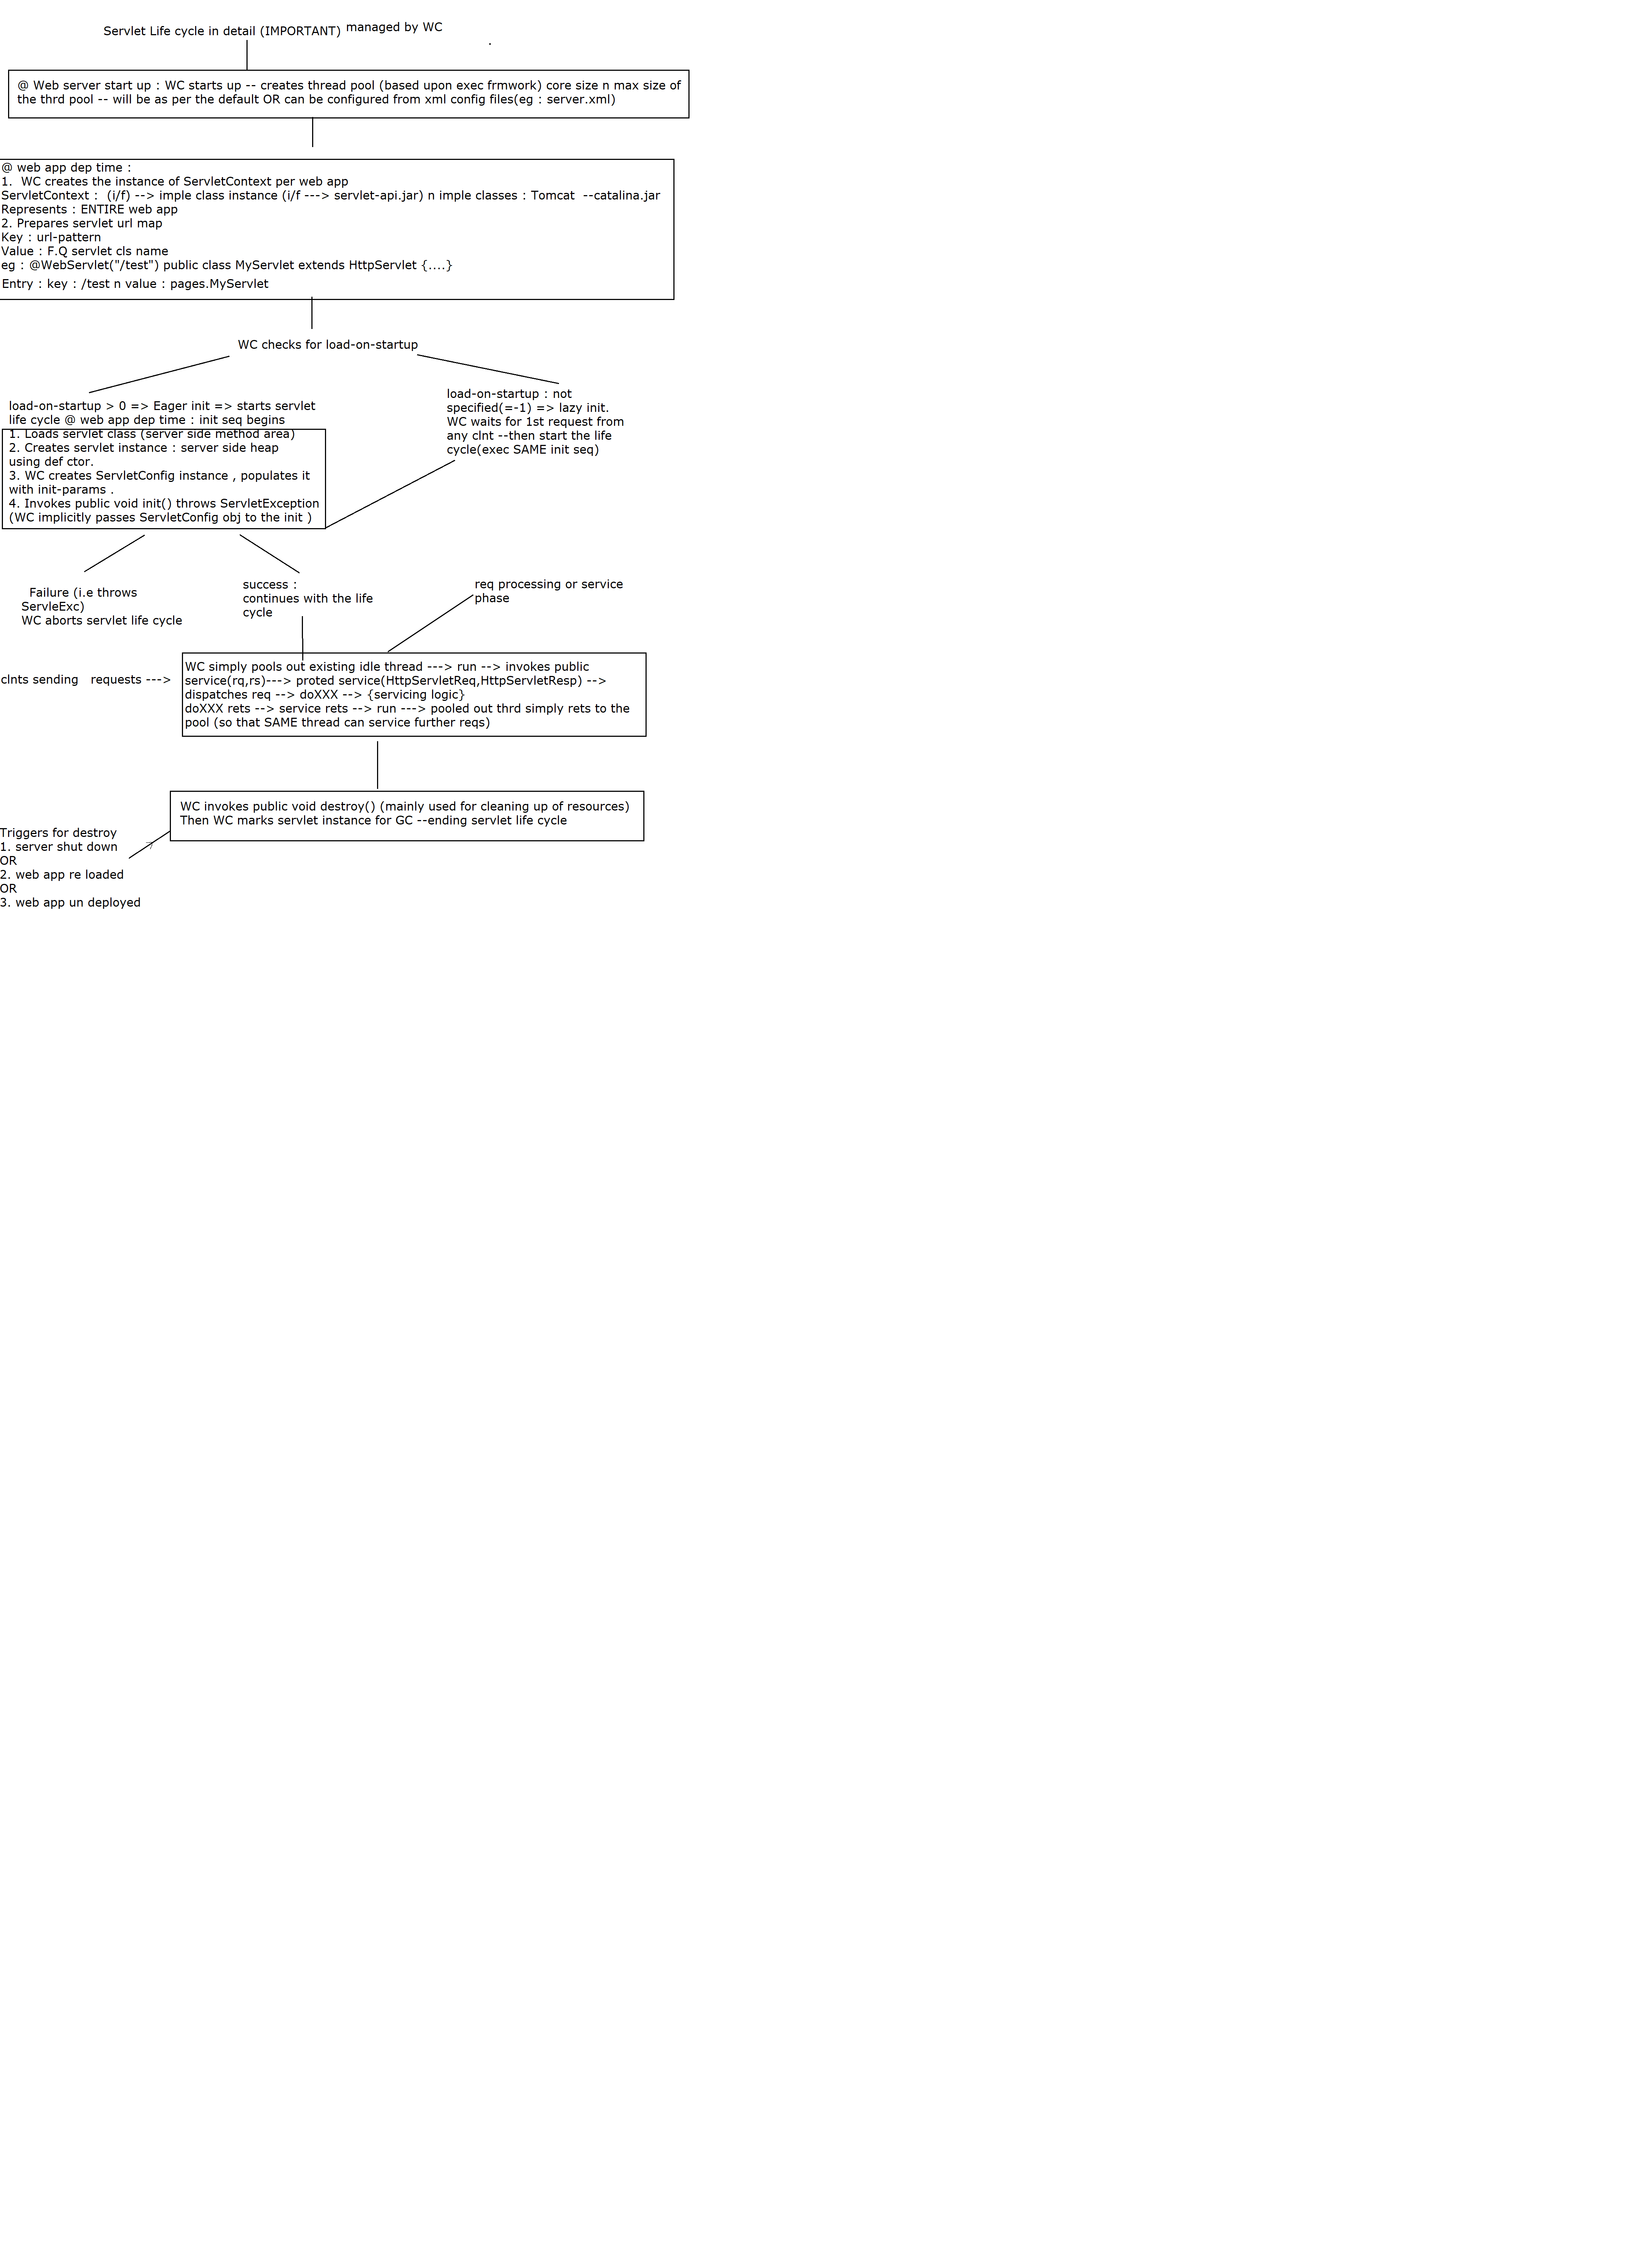 Servlet Life cycle in detail (IMPORTANT) managed by WC
@ Web server start up : WC starts up -- creates thread pool (based upon exec frmwork) core size n max size of
the thrd pool -- will be as per the default OR can be configured from xml config files(eg : server.xml)
@ web app dep time :
1.  WC creates the instance of ServletContext per web app
ServletContext :  (i/f) --> imple class instance (i/f ---> servlet-api.jar) n imple classes : Tomcat  --catalina.jar
Represents : ENTIRE web app
2. Prepares servlet url map
Key : url-pattern
Value : F.Q servlet cls name
eg : @WebServlet("/test") public class MyServlet extends HttpServlet {....}
Entry : key : /test n value : pages.MyServlet
WC checks for load-on-startup
load-on-startup > 0 => Eager init => starts servlet
life cycle @ web app dep time : init seq begins
1. Loads servlet class (server side method area)
2. Creates servlet instance : server side heap
using def ctor.
3. WC creates ServletConfig instance , populates it
with init-params .
4. Invokes public void init() throws ServletException
(WC implicitly passes ServletConfig obj to the init )
load-on-startup : not
specified(=-1) => lazy init.
WC waits for 1st request from
any clnt --then start the life
cycle(exec SAME init seq)
Failure (i.e throws
ServleExc)
WC aborts servlet life cycle
success :
continues with the life
cycle
req processing or service
phase
clnts sending   requests --->
WC simply pools out existing idle thread ---> run --> invokes public
service(rq,rs)---> proted service(HttpServletReq,HttpServletResp) -->
dispatches req --> doXXX --> {servicing logic}
doXXX rets --> service rets --> run ---> pooled out thrd simply rets to the
pool (so that SAME thread can service further reqs)
WC invokes public void destroy() (mainly used for cleaning up of resources)
Then WC marks servlet instance for GC --ending servlet life cycle
Triggers for destroy
1. server shut down
OR
2. web app re loaded
OR
3. web app un deployed